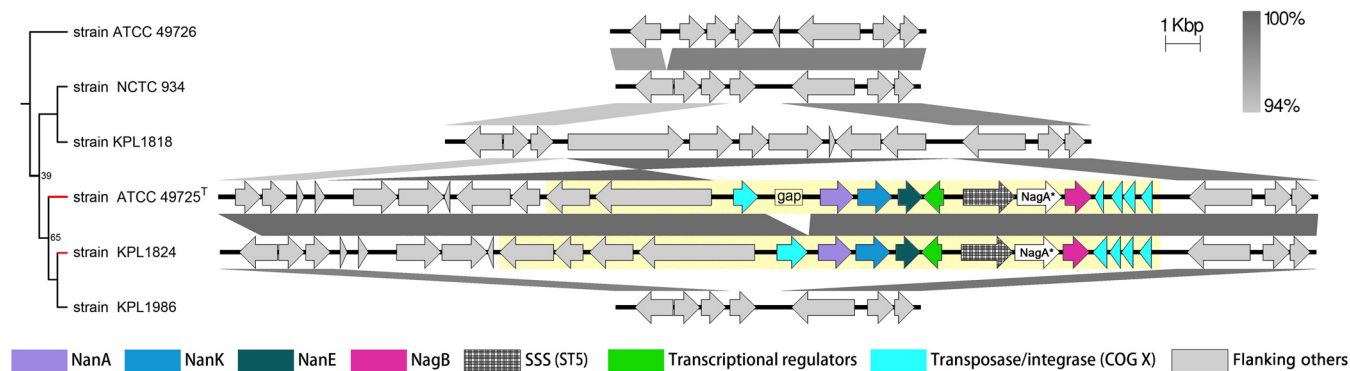 strain ATCC 49726
1 Kbp
100%
94%
strain NCTC 934
strain KPL1818
39
strain ATCC 49725T
gap
NagA*
65
strain KPL1824
NagA*
strain KPL1986
NanA
NanK
NanE
NagB
SSS (ST5)
Transcriptional regulators
Transposase/integrase (COG X)
Flanking others